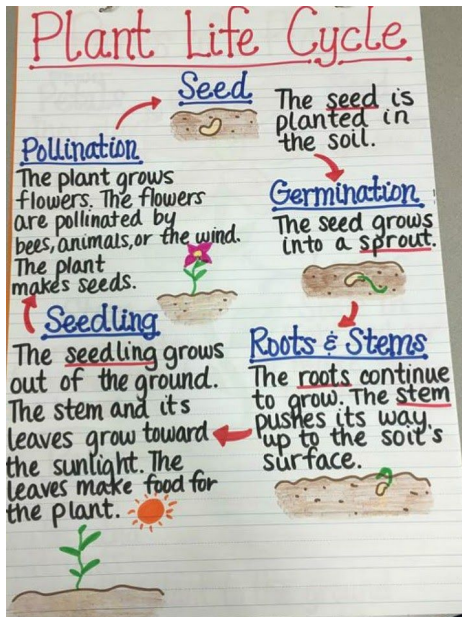 Plant Life Cycle
Seed
The seed is
planted in
the soil.
Germination
The seed grows
into a sprout.
Roots & Stems
The roots continue
to grow. The stem
pushes its way
up to the soil's
surface.
Seedling
The seedling grows
out of the ground.
The stem and its
leaves grow toward
the sunlight. The
leaves make food for
the plant.
Pollination
The plant grows
flowers. The flowers
are pollinated by
bees, animals, or the wind.
The plant
makes seeds.